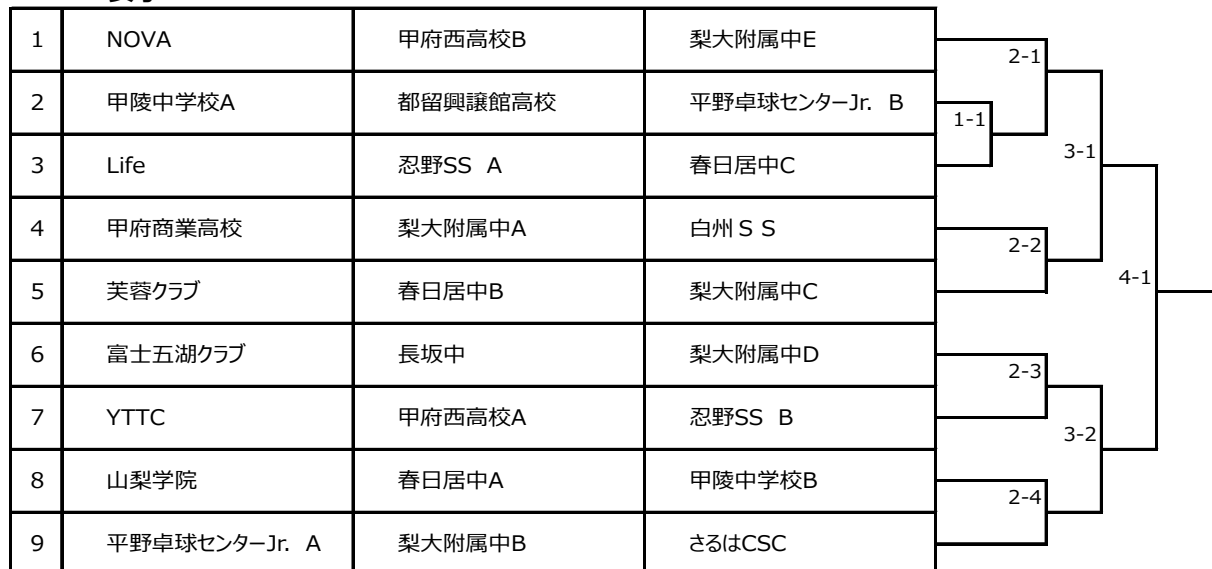 1 NOVA 甲府西高校B 梨大附属中E
2-1
2 甲陵中学校A 都留興譲館高校 平野卓球センターJr. B
1-1
3 Life 忍野SS A 春日居中C
3-1
4 甲府商業高校 梨大附属中A 白州ＳＳ
2-2
5 芙蓉クラブ 春日居中B 梨大附属中C
4-1
6 富士五湖クラブ 長坂中 梨大附属中D
2-3
7 YTTC 甲府西高校A 忍野SS B
3-2
8 山梨学院 春日居中A 甲陵中学校B
2-4
9 平野卓球センターJr. A 梨大附属中B さるはCSC